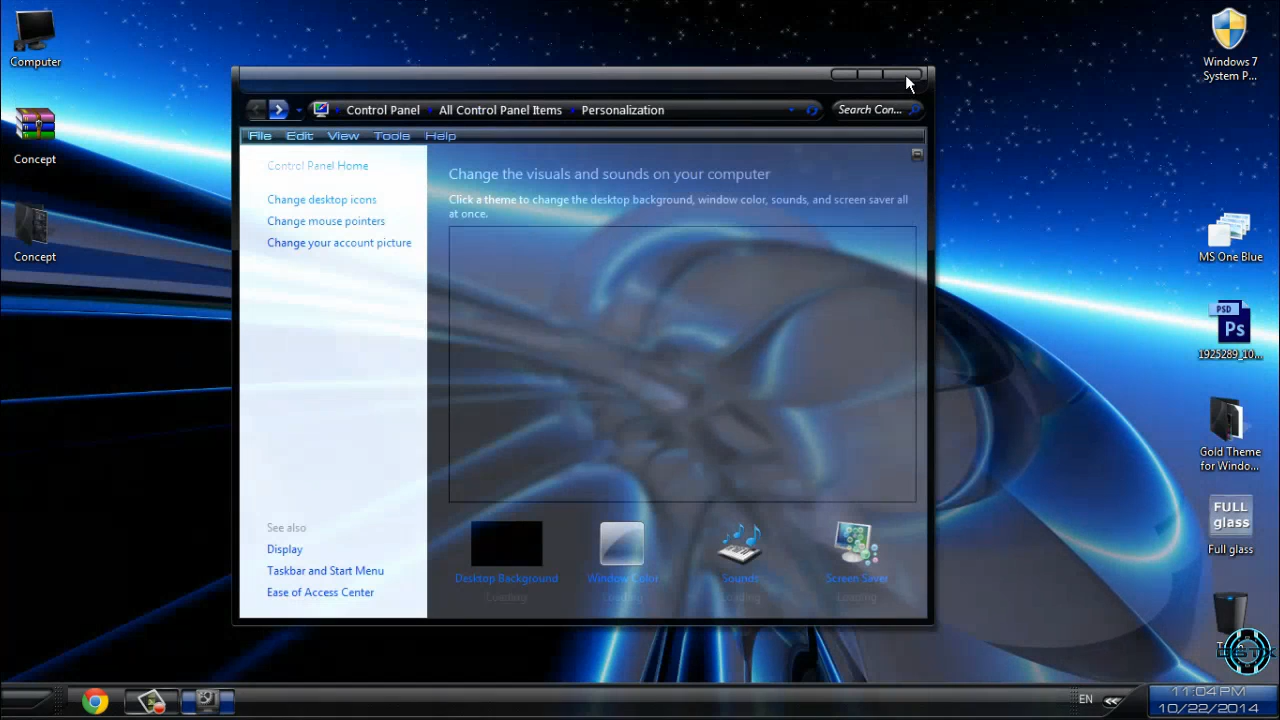 Computer
Concept
Concept
Control Panel All Control Panel Items Personalization
Search Con...
File Edit View Tools Help
Control Panel Home
Change desktop icons
Change mouse pointers
Change your account picture
See also
Display
Taskbar and Start Menu
Ease of Access Center
Change the visuals and sounds on your computer
Click a theme to change the desktop background, window color, sounds, and screen saver all
at once.
Desktop Background
Loading
Window Color
Loading
Sounds
Loading
Screen Saver
Loading
Windows 7
System P...
MS One Blue
PSD
Ps
1925289_10...
Gold Theme
for Windo...
FULL
glass
Full glass
EN
11:04 PM
10/22/2014